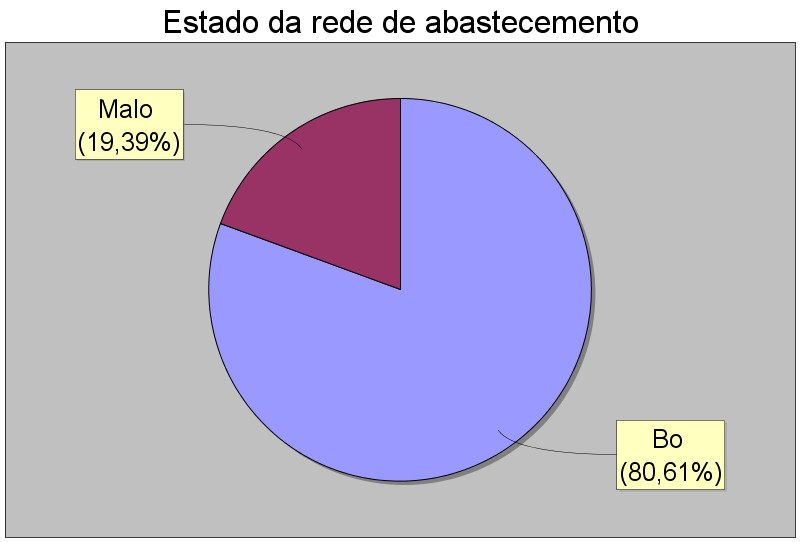 Estado da rede de abastecemento
Malo
(19,39%)
Bo
(80,61%)